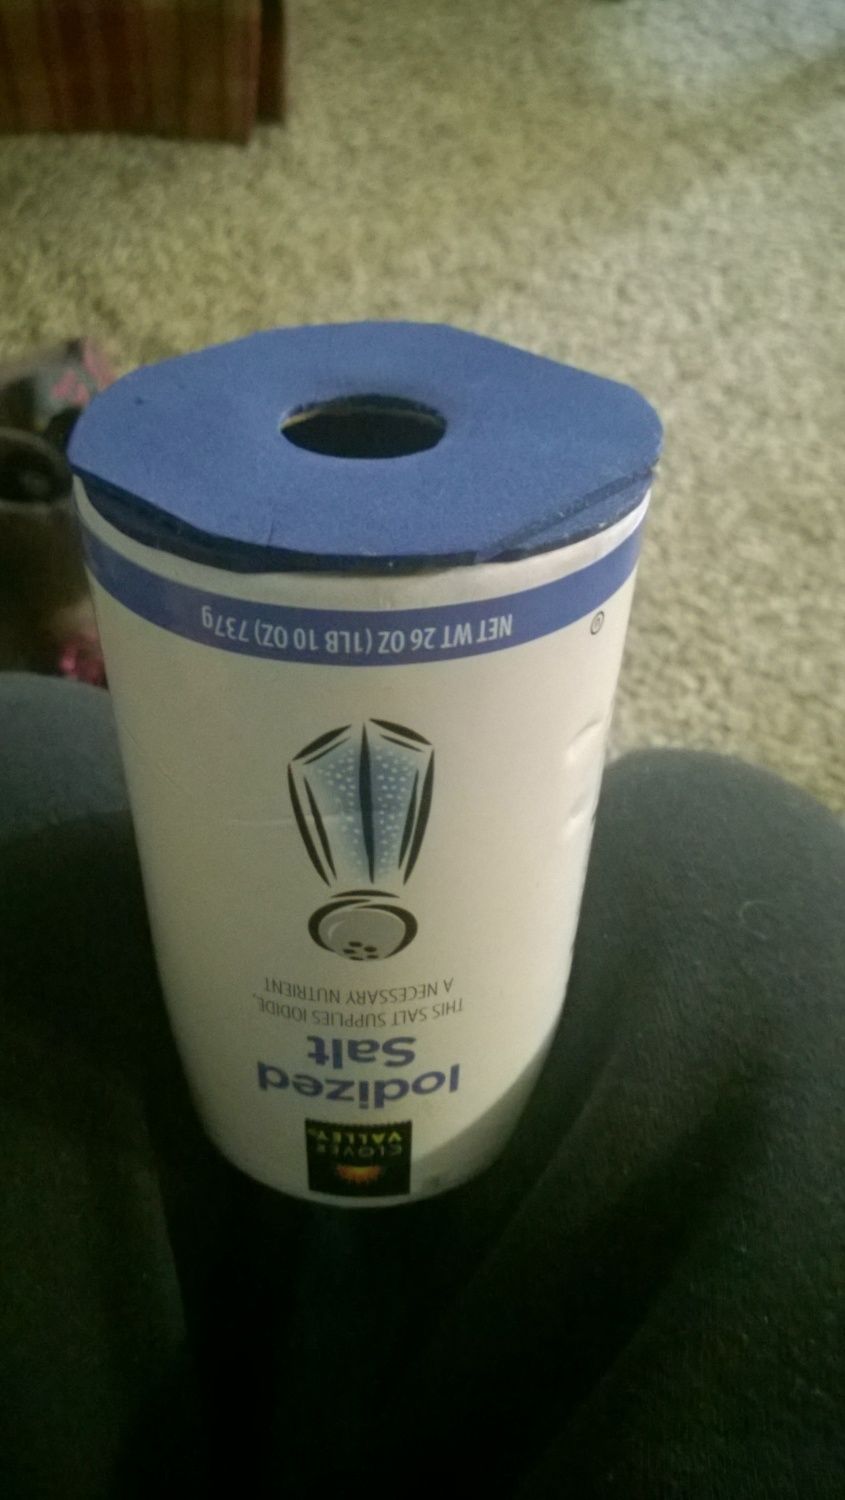 CLOVER
VALLEY
Iodized
Salt
THIS SALT SUPPLIES IODIDE,
A NECESSARY NUTRIENT.
NET WT 26 OZ (1LB 10 OZ) 737g